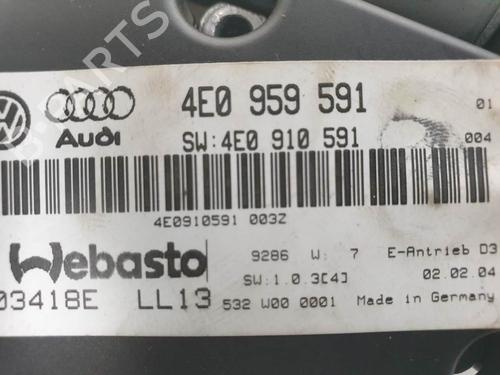 4E0 959 591 01
Audi SW:4E0 910 591 004
4E0910591 003Z
Webasto 9286 W: 7 E-Antrieb D3
SW:1.0.3[4] 02.02.04
03418E LL13 532 W00 0001 Made in Germany
B-PARTS